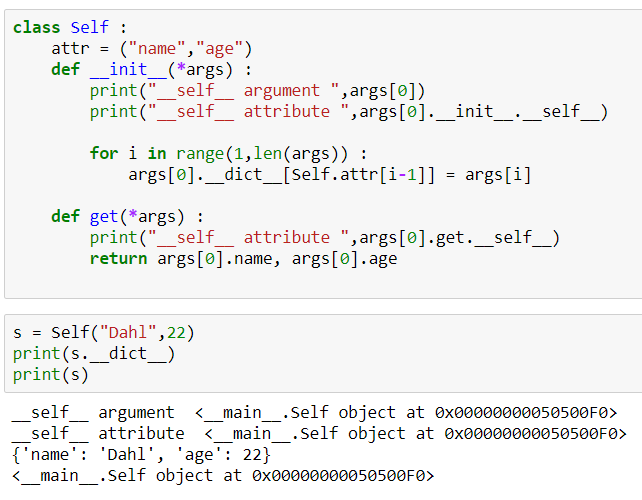 class Self :
    attr = ("name","age")
    def __init__(*args) :
        print("__self__ argument ",args[0])
        print("__self__ attribute ",args[0].__init__.__self__)
        for i in range(1,len(args)) :
            args[0].__dict__[Self.attr[i-1]] = args[i]
    def get(*args) :
        print("__self__ attribute ",args[0].get.__self__)
        return args[0].name, args[0].age
s = Self("Dahl",22)
print(s.__dict__)
print(s)
__self__ argument  <__main__.Self object at 0x00000000050500F0>
__self__ attribute  <__main__.Self object at 0x00000000050500F0>
{'name': 'Dahl', 'age': 22}
<__main__.Self object at 0x00000000050500F0>